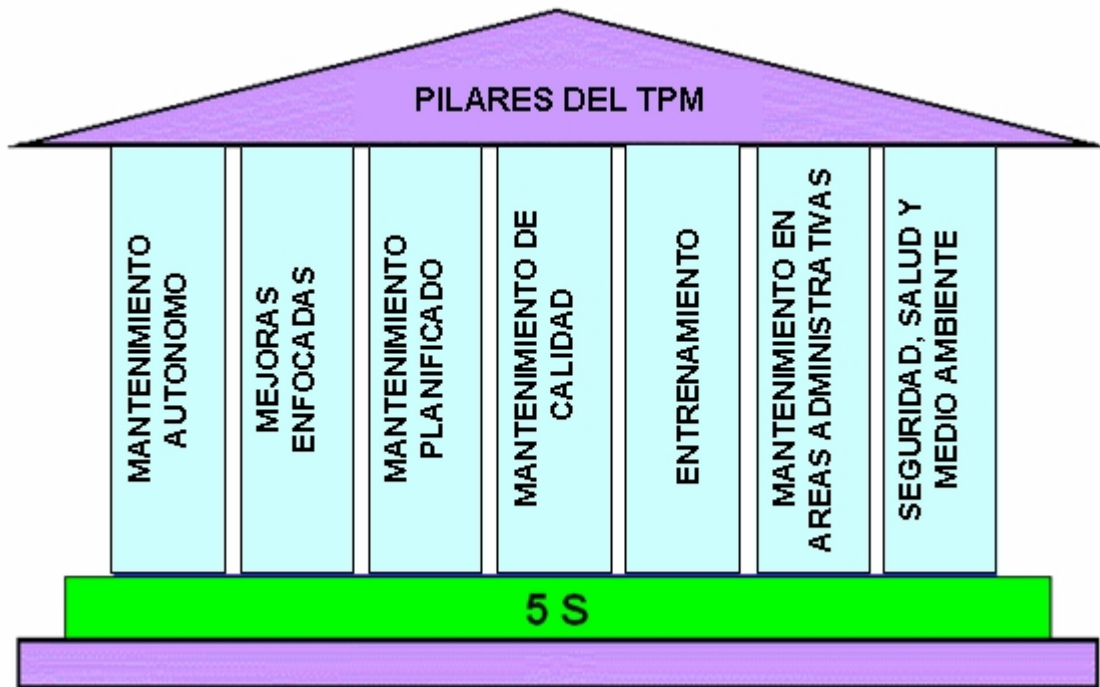 PILARES DEL TPM
MANTENIMIENTO
AUTONOMO
MEJORAS
ENFOCADAS
MANTENIMIENTO
PLANIFICADO
MANTENIMIENTO DE
CALIDAD
ENTRENAMIENTO
MANTENIMIENTO EN
AREAS ADMINISTRATIVAS
SEGURIDAD, SALUD Y
MEDIO AMBIENTE
5 S